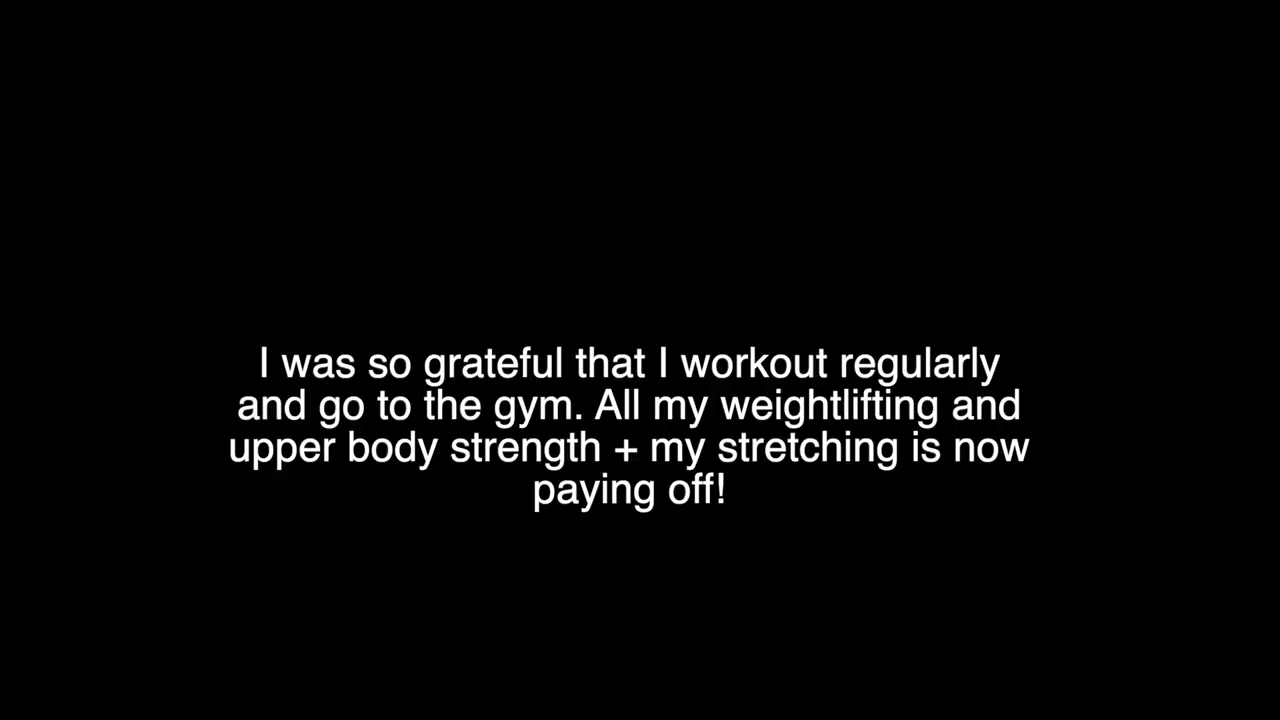 I was so grateful that I workout regularly
and go to the gym. All my weightlifting and
upper body strength + my stretching is now
paying off!